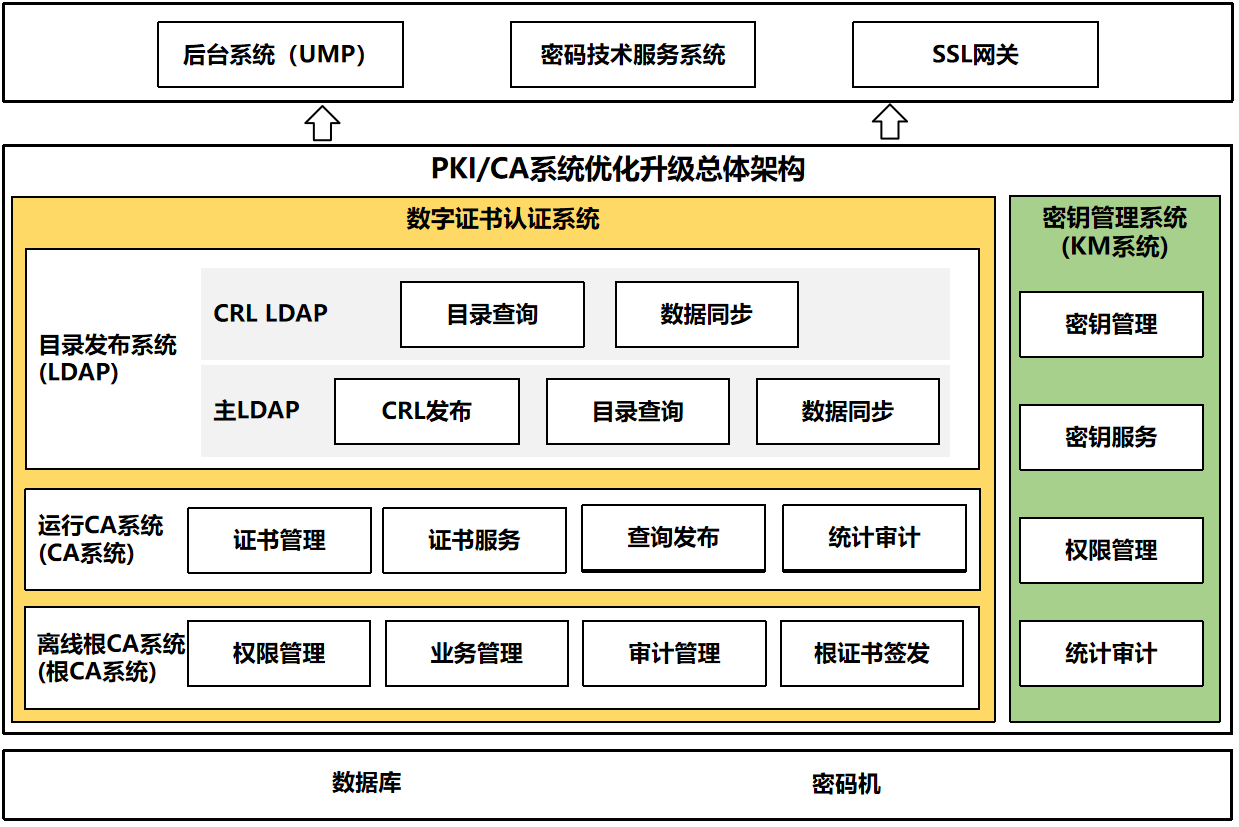 后台系统（UMP）
密码技术服务系统
SSL网关
PKI/CA系统优化升级总体架构
数字证书认证系统
目录发布系统
(LDAP)
CRL LDAP
目录查询
数据同步
主LDAP
CRL发布
目录查询
数据同步
运行CA系统
(CA系统)
证书管理
证书服务
查询发布
统计审计
离线根CA系统
(根CA系统)
权限管理
业务管理
审计管理
根证书签发
密钥管理系统
(KM系统)
密钥管理
密钥服务
权限管理
统计审计
数据库
密码机